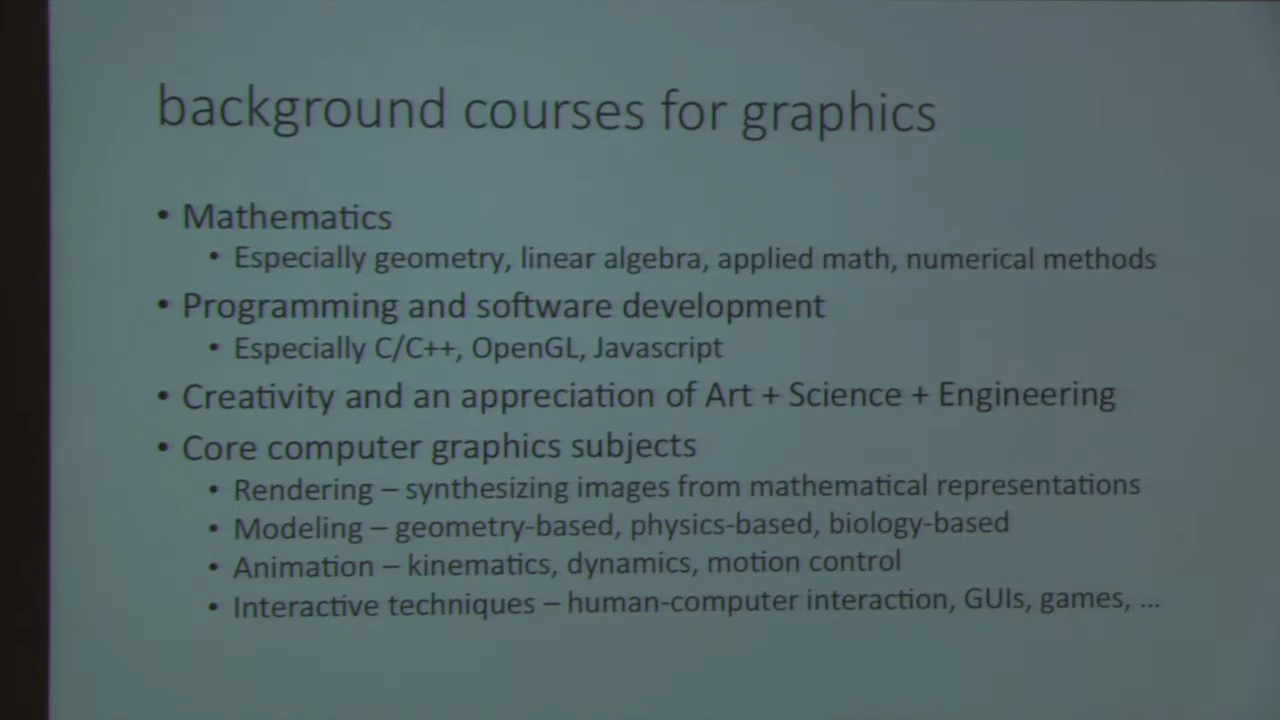 background courses for graphics
• Mathematics
• Especially geometry, linear algebra, applied math, numerical methods
• Programming and software development
• Especially C/C++, OpenGL, Javascript
• Creativity and an appreciation of Art + Science + Engineering
• Core computer graphics subjects
• Rendering – synthesizing images from mathematical representations
• Modeling – geometry-based, physics-based, biology-based
• Animation – kinematics, dynamics, motion control
• Interactive techniques – human-computer interaction, GUIs, games, ...